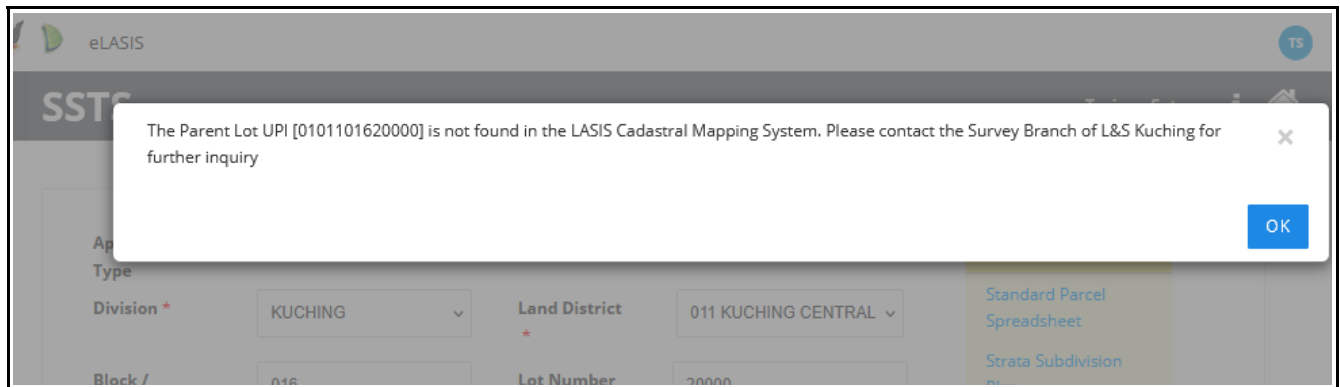 eLASIS
TS
SSTS
The Parent Lot UPI [0101101620000] is not found in the LASIS Cadastral Mapping System. Please contact the Survey Branch of L&S Kuching for
further inquiry
×
OK
Type
Division *
KUCHING
Land District
*
011 KUCHING CENTRAL
Standard Parcel
Spreadsheet
Block /
016
Lot Number
20000
Strata Subdivision